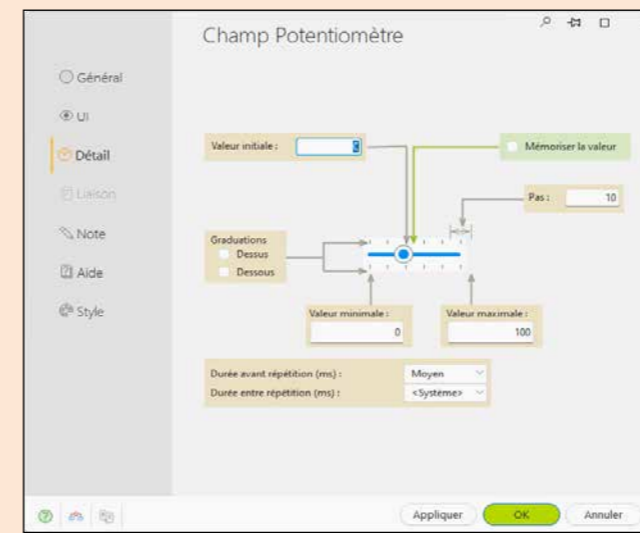 Champ Potentiomètre
Général
UI
Détail
Liaison
Note
Aide
Style
Valeur initiale :
0
Mémoriser la valeur
Pas :
10
Graduations
Dessus
Dessous
Valeur minimale :
0
Valeur maximale :
100
Durée avant répétition (ms) :
Moyen
Durée entre répétition (ms) :
<Système>
Appliquer
OK
Annuler